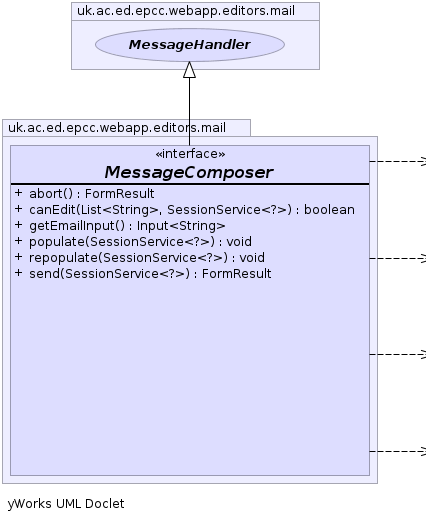 uk.ac.ed.epcc.webapp.editors.mail
MessageHandler
uk.ac.ed.epcc.webapp.editors.mail
«interface»
MessageComposer
+ abort() : FormResult
+ canEdit(List<String>, SessionService<?>) : boolean
+ getEmailInput() : Input<String>
+ populate(SessionService<?>) : void
+ repopulate(SessionService<?>) : void
+ send(SessionService<?>) : FormResult
yWorks UML Doclet